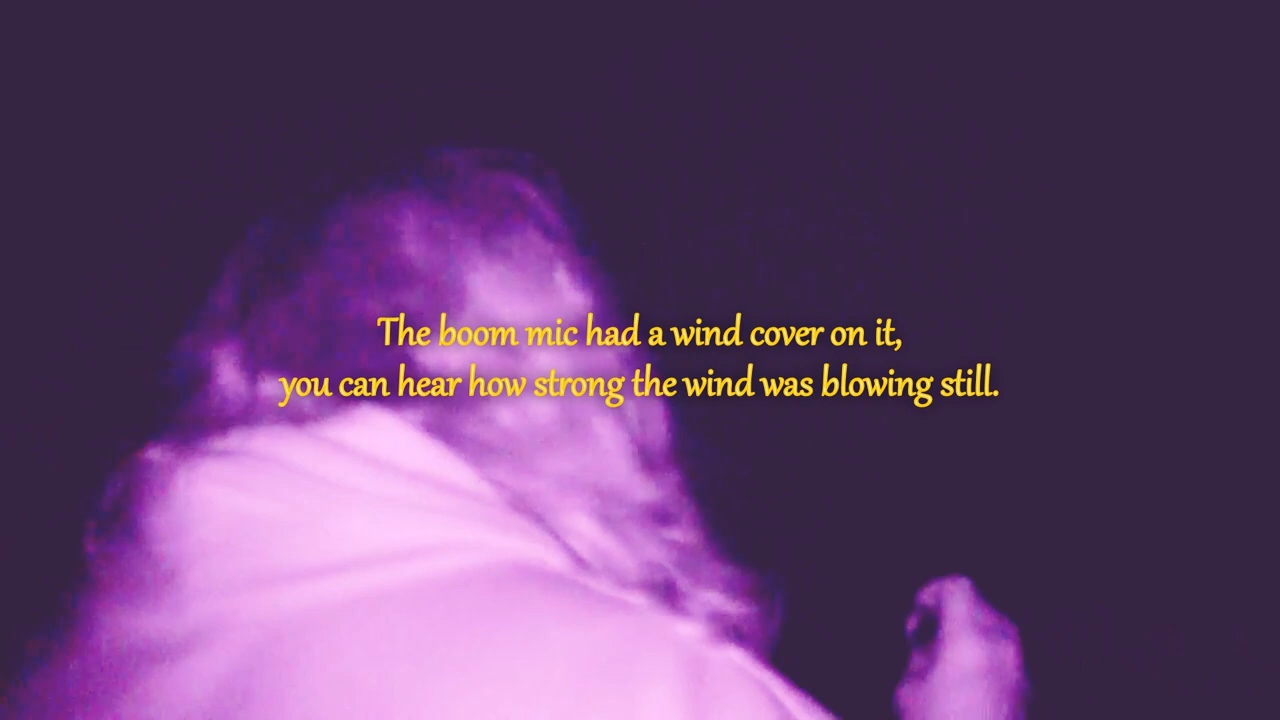 The boom mic had a wind cover on it,
you can hear how strong the wind was blowing still.